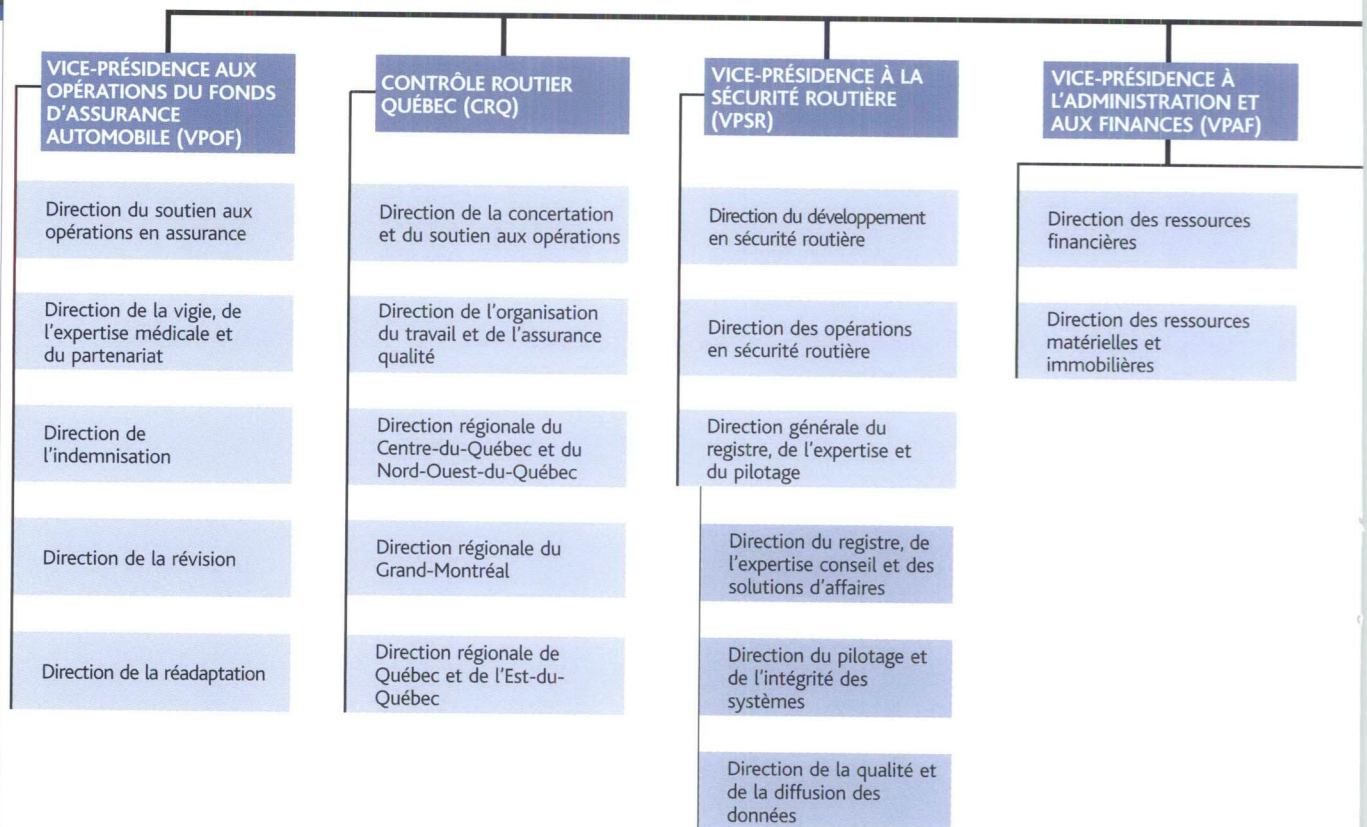 VICE-PRÉSIDENCE AUX
OPÉRATIONS DU FONDS
D'ASSURANCE
AUTOMOBILE (VPOF)
Direction du soutien aux
opérations en assurance
Direction de la vigie, de
l'expertise médicale et
du partenariat
Direction de
l'indemnisation
Direction de la révision
Direction de la réadaptation
CONTRÔLE ROUTIER
QUÉBEC (CRQ)
Direction de la concertation
et du soutien aux opérations
Direction de l'organisation
du travail et de l'assurance
qualité
Direction régionale du
Centre-du-Québec et du
Nord-Ouest-du-Québec
Direction régionale du
Grand-Montréal
Direction régionale de
Québec et de l'Est-du-
Québec
VICE-PRÉSIDENCE À LA
SÉCURITÉ ROUTIÈRE
(VPSR)
Direction du développement
en sécurité routière
Direction des opérations
en sécurité routière
Direction générale du
registre, de l'expertise et
du pilotage
Direction du registre, de
l'expertise conseil et des
solutions d'affaires
Direction du pilotage et
de l'intégrité des
systèmes
Direction de la qualité et
de la diffusion des
données
VICE-PRÉSIDENCE À
L'ADMINISTRATION ET
AUX FINANCES (VPAF)
Direction des ressources
financières
Direction des ressources
matérielles et
immobilières